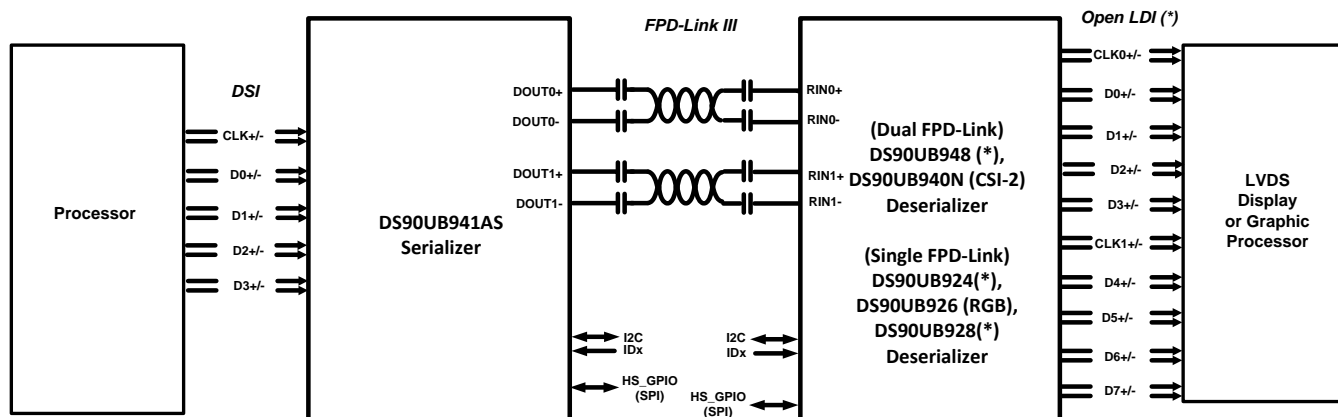 FPD-Link III
Open LDI (*)
DSI
Processor
CLK+/-
D0+/-
D1+/-
D2+/-
D3+/-
DS90UB941AS
Serializer
DOUT0+
DOUT0-
DOUT1+
DOUT1-
I2C
IDx
HS_GPIO
(SPI)
RIN0+
RIN0-
RIN1+
RIN1-
I2C
IDx
HS_GPIO
(SPI)
(Dual FPD-Link)
DS90UB948 (*),
DS90UB940N (CSI-2)
Deserializer
(Single FPD-Link)
DS90UB924(*),
DS90UB926 (RGB),
DS90UB928(*)
Deserializer
CLK0+/-
D0+/-
D1+/-
D2+/-
D3+/-
CLK1+/-
D4+/-
D5+/-
D6+/-
D7+/-
LVDS
Display
or Graphic
Processor